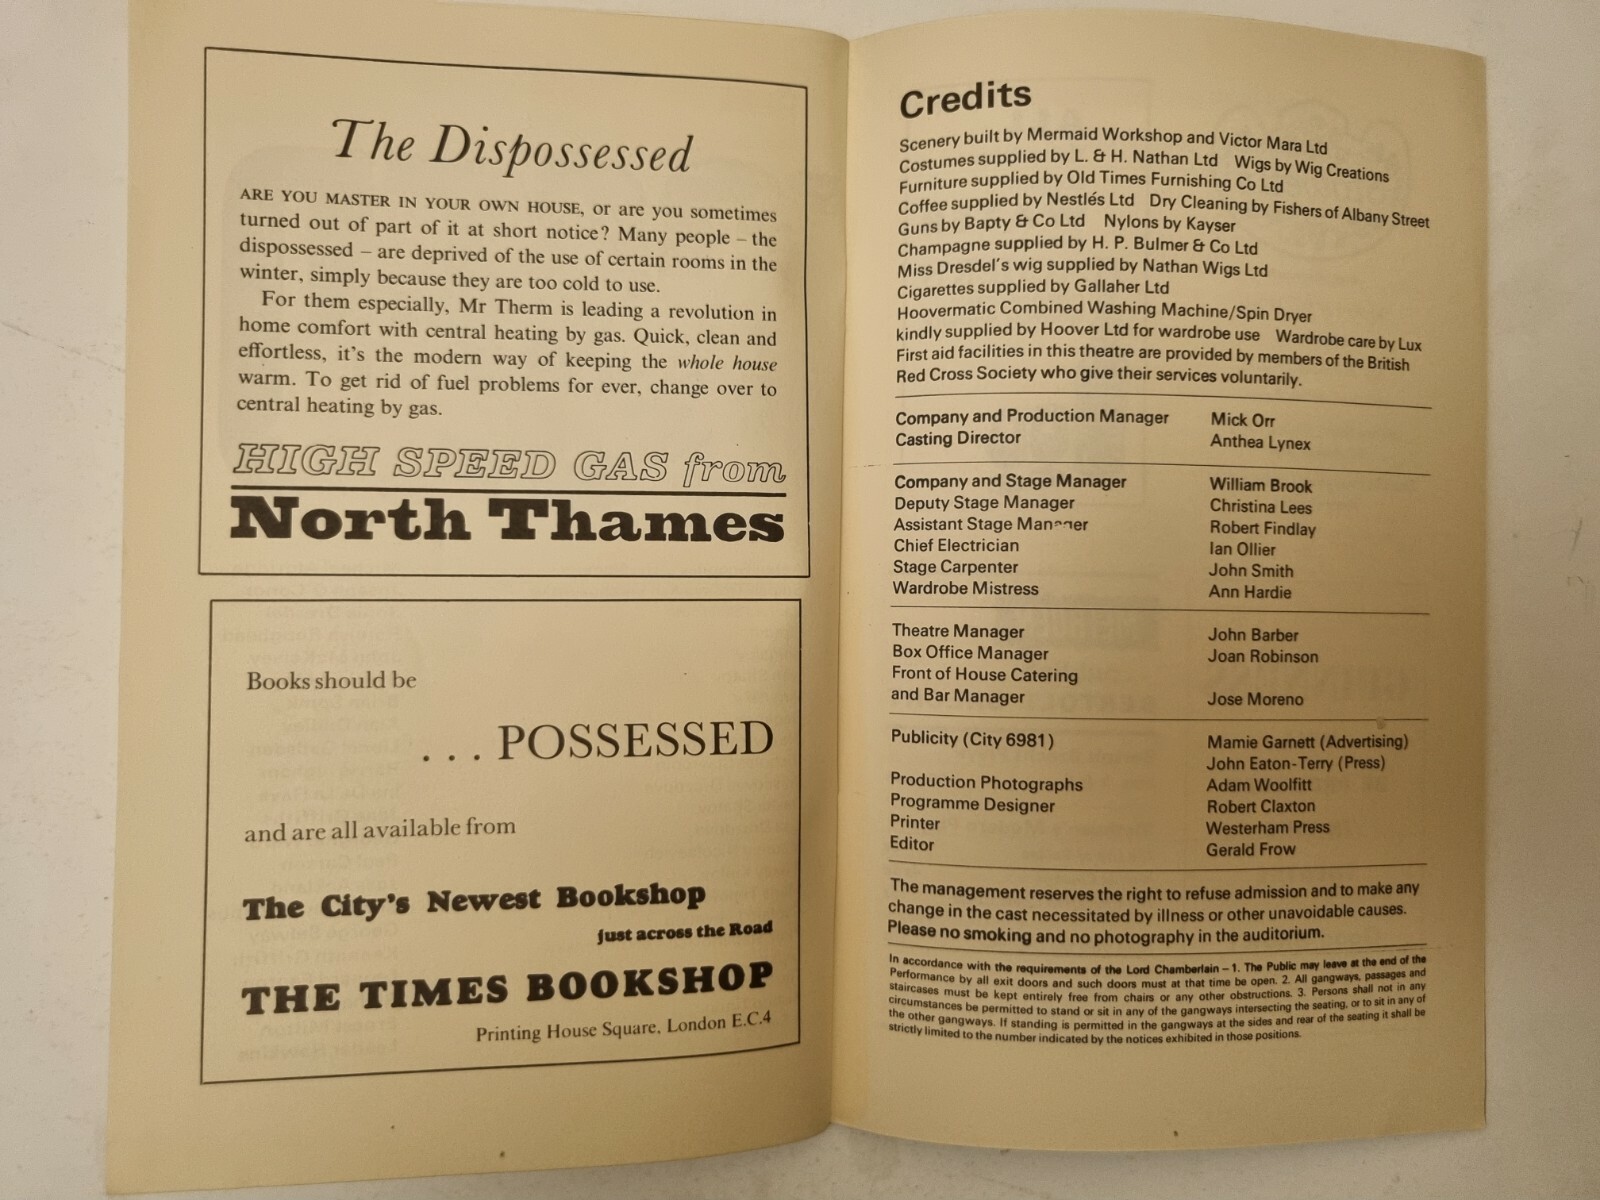 The Dispossessed
ARE YOU MASTER IN YOUR OWN HOUSE, or are you sometimes
turned out of part of it at short notice? Many people – the
dispossessed – are deprived of the use of certain rooms in the
winter, simply because they are too cold to use.
For them especially, Mr Therm is leading a revolution in
home comfort with central heating by gas. Quick, clean and
effortless, it's the modern way of keeping the whole house
warm. To get rid of fuel problems for ever, change over to
central heating by gas.
HIGH SPEED GAS from
North Thames
Books should be
. . . POSSESSED
and are all available from
The City's Newest Bookshop
just across the Road
THE TIMES BOOKSHOP
Printing House Square, London E.C.4
Credits
Scenery built by Mermaid Workshop and Victor Mara Ltd
Costumes supplied by L. & H. Nathan Ltd Wigs by Wig Creations
Furniture supplied by Old Times Furnishing Co Ltd
Coffee supplied by Nestlés Ltd Dry Cleaning by Fishers of Albany Street
Guns by Bapty & Co Ltd Nylons by Kayser
Champagne supplied by H. P. Bulmer & Co Ltd
Miss Dresdel's wig supplied by Nathan Wigs Ltd
Cigarettes supplied by Gallaher Ltd
Hoovermatic Combined Washing Machine/Spin Dryer
kindly supplied by Hoover Ltd for wardrobe use Wardrobe care by Lux
First aid facilities in this theatre are provided by members of the British
Red Cross Society who give their services voluntarily.
Company and Production Manager Mick Orr
Casting Director Anthea Lynex
Company and Stage Manager William Brook
Deputy Stage Manager Christina Lees
Assistant Stage Manager Robert Findlay
Chief Electrician Ian Ollier
Stage Carpenter John Smith
Wardrobe Mistress Ann Hardie
Theatre Manager John Barber
Box Office Manager Joan Robinson
Front of House Catering
and Bar Manager Jose Moreno
Publicity (City 6981) Mamie Garnett (Advertising)
John Eaton-Terry (Press)
Production Photographs Adam Woolfitt
Programme Designer Robert Claxton
Printer Westerham Press
Editor Gerald Frow
The management reserves the right to refuse admission and to make any
change in the cast necessitated by illness or other unavoidable causes.
Please no smoking and no photography in the auditorium.
In accordance with the requirements of the Lord Chamberlain – 1. The Public may leave at the end of the
Performance by all exit doors and such doors must at that time be open. 2. All gangways, passages and
staircases must be kept entirely free from chairs or any other obstructions. 3. Persons shall not in any
circumstances be permitted to stand or sit in any of the gangways intersecting the seating, or to sit in any of
the other gangways. If standing is permitted in the gangways at the sides and rear of the seating it shall be
strictly limited to the number indicated by the notices exhibited in those positions.